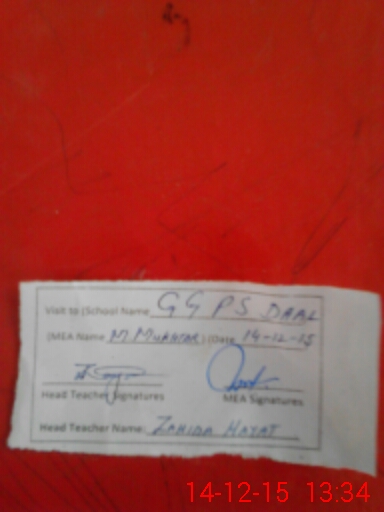 Visit to (School Name GGPS DAAL
(MEA Name M. MUKHTAR) (Date 14-12-15
Head Teacher Signatures MEA Signatures
Head Teacher Name: ZAHIDA HAYAT
14-12-15 13:34